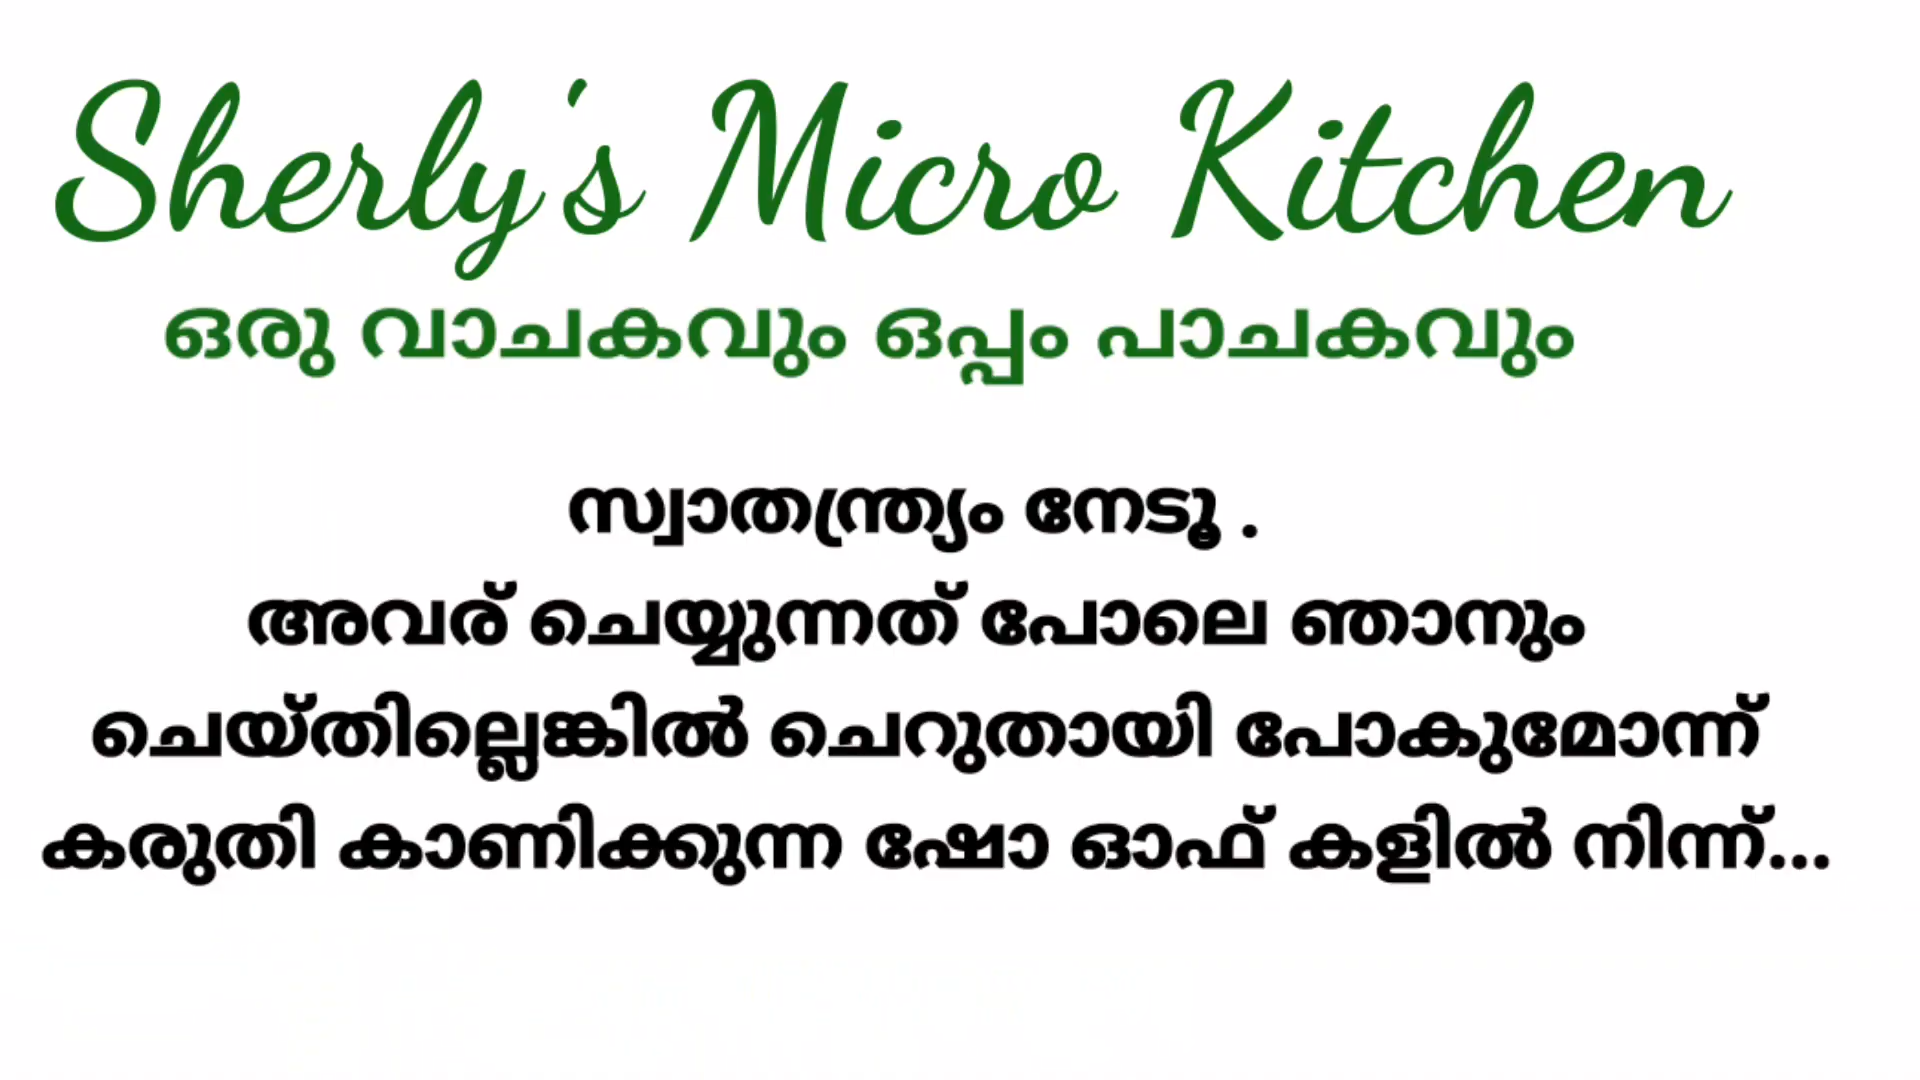 Sherly's Micro Kitchen
ഒരു വാചകവും ഒപ്പം പാചകവും
സ്വാതന്ത്ര്യം നേടൂ .
അവര് ചെയ്യുന്നത് പോലെ ഞാനും
ചെയ്തില്ലെങ്കിൽ ചെറുതായി പോകുമോന്ന്
കരുതി കാണിക്കുന്ന ഷോ ഓഫ് കളിൽ നിന്ന്...